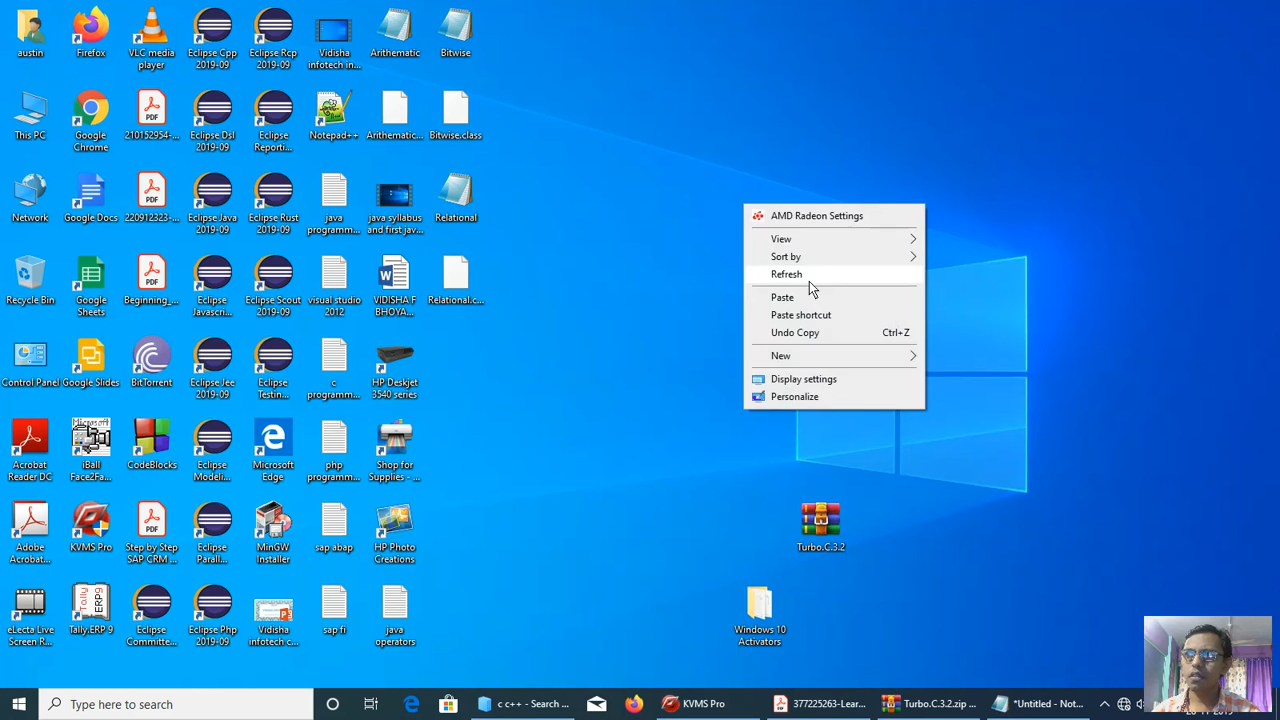 austin
Firefox
VLC media
player
Eclipse Cpp
2019-09
Eclipse Rcp
2019-09
Vidisha
infotech in...
Arithematic
Bitwise
This PC
Google
Chrome
210152954-...
Eclipse Dsl
2019-09
Eclipse
Reporti...
Notepad++
Arithematic...
Bitwise.class
Network
Google Docs
220912323-...
Eclipse Java
2019-09
Eclipse Rust
2019-09
java
programm...
java syllabus
and first jav...
Relational
Recycle Bin
Google
Sheets
Beginning_...
Eclipse
Javascri...
Eclipse Scout
2019-09
visual studio
2012
VIDISHA F
BHOYA...
Relational.c...
Control Panel
Google Slides
BitTorrent
Eclipse Jee
2019-09
Eclipse
Testin...
c
programm...
HP Deskjet
3540 series
Acrobat
Reader DC
iBall
Face2Fa...
CodeBlocks
Eclipse
Modeli...
Microsoft
Edge
php
programm...
Shop for
Supplies - ...
Adobe
Acrobat...
KVMS Pro
Step by Step
SAP CRM ...
Eclipse
Parall...
MinGW
Installer
sap abap
HP Photo
Creations
eLecta Live
Screen R...
Tally.ERP 9
Eclipse
Committe...
Eclipse Php
2019-09
Vidisha
infotech c...
sap fi
java
operators
AMD Radeon Settings
View
Sort by
Refresh
Paste
Paste shortcut
Undo Copy Ctrl+Z
New
Display settings
Personalize
Turbo.C.3.2
Windows 10
Activators
Type here to search
c c++ - Search ...
KVMS Pro
377225263-Lear...
Turbo.C.3.2.zip ...
*Untitled - Not...